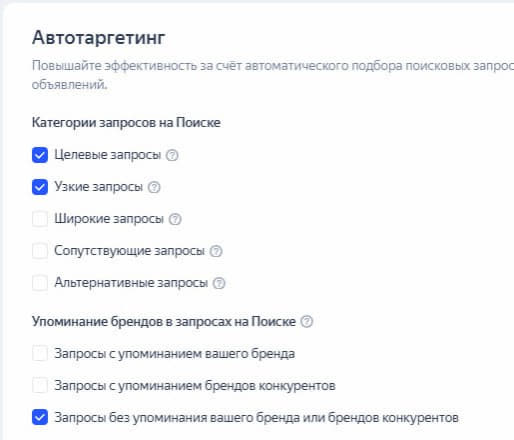 Автотаргетинг
Повышайте эффективность за счёт автоматического подбора поисковых запрос
объявлений.
Категории запросов на Поиске
Целевые запросы
Узкие запросы
Широкие запросы
Сопутствующие запросы
Альтернативные запросы
Упоминание брендов в запросах на Поиске
Запросы с упоминанием вашего бренда
Запросы с упоминанием брендов конкурентов
Запросы без упоминания вашего бренда или брендов конкурентов